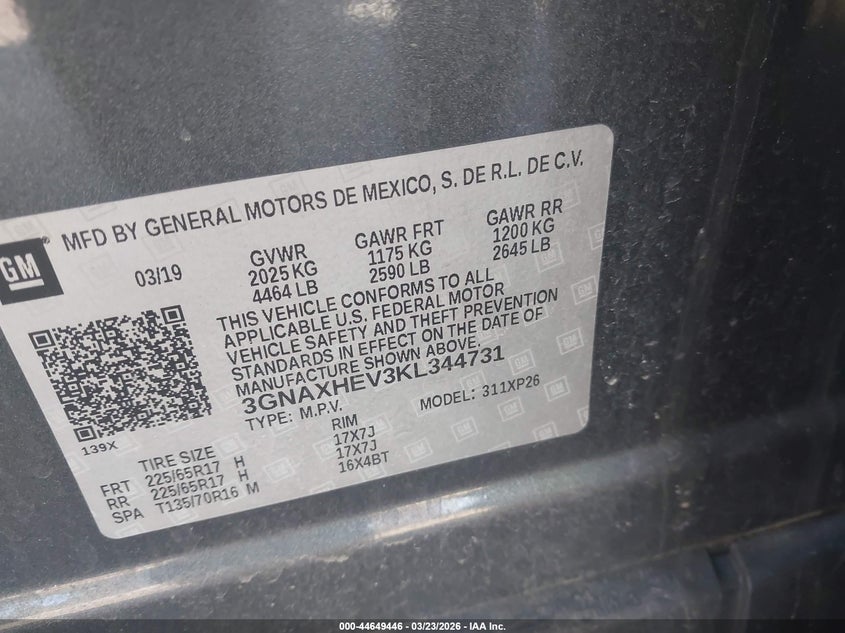 MFD BY GENERAL MOTORS DE MEXICO, S. DE R.L. DE C.V.
GM
®
03/19
GVWR
2025 KG
4464 LB
GAWR FRT
1175 KG
2590 LB
GAWR RR
1200 KG
2645 LB
THIS VEHICLE CONFORMS TO ALL
APPLICABLE U.S. FEDERAL MOTOR
VEHICLE SAFETY AND THEFT PREVENTION
STANDARDS IN EFFECT ON THE DATE OF
MANUFACTURE SHOWN ABOVE.
3GNAXHEV3KL344731
TYPE: M.P.V.
MODEL: 311XP26
139X
TIRE SIZE
RIM
FRT 225/65R17 H 17X7J
RR 225/65R17 H 17X7J
SPA T135/70R16 M 16X4BT
000-44649446 - 03/23/2026 - IAA Inc.